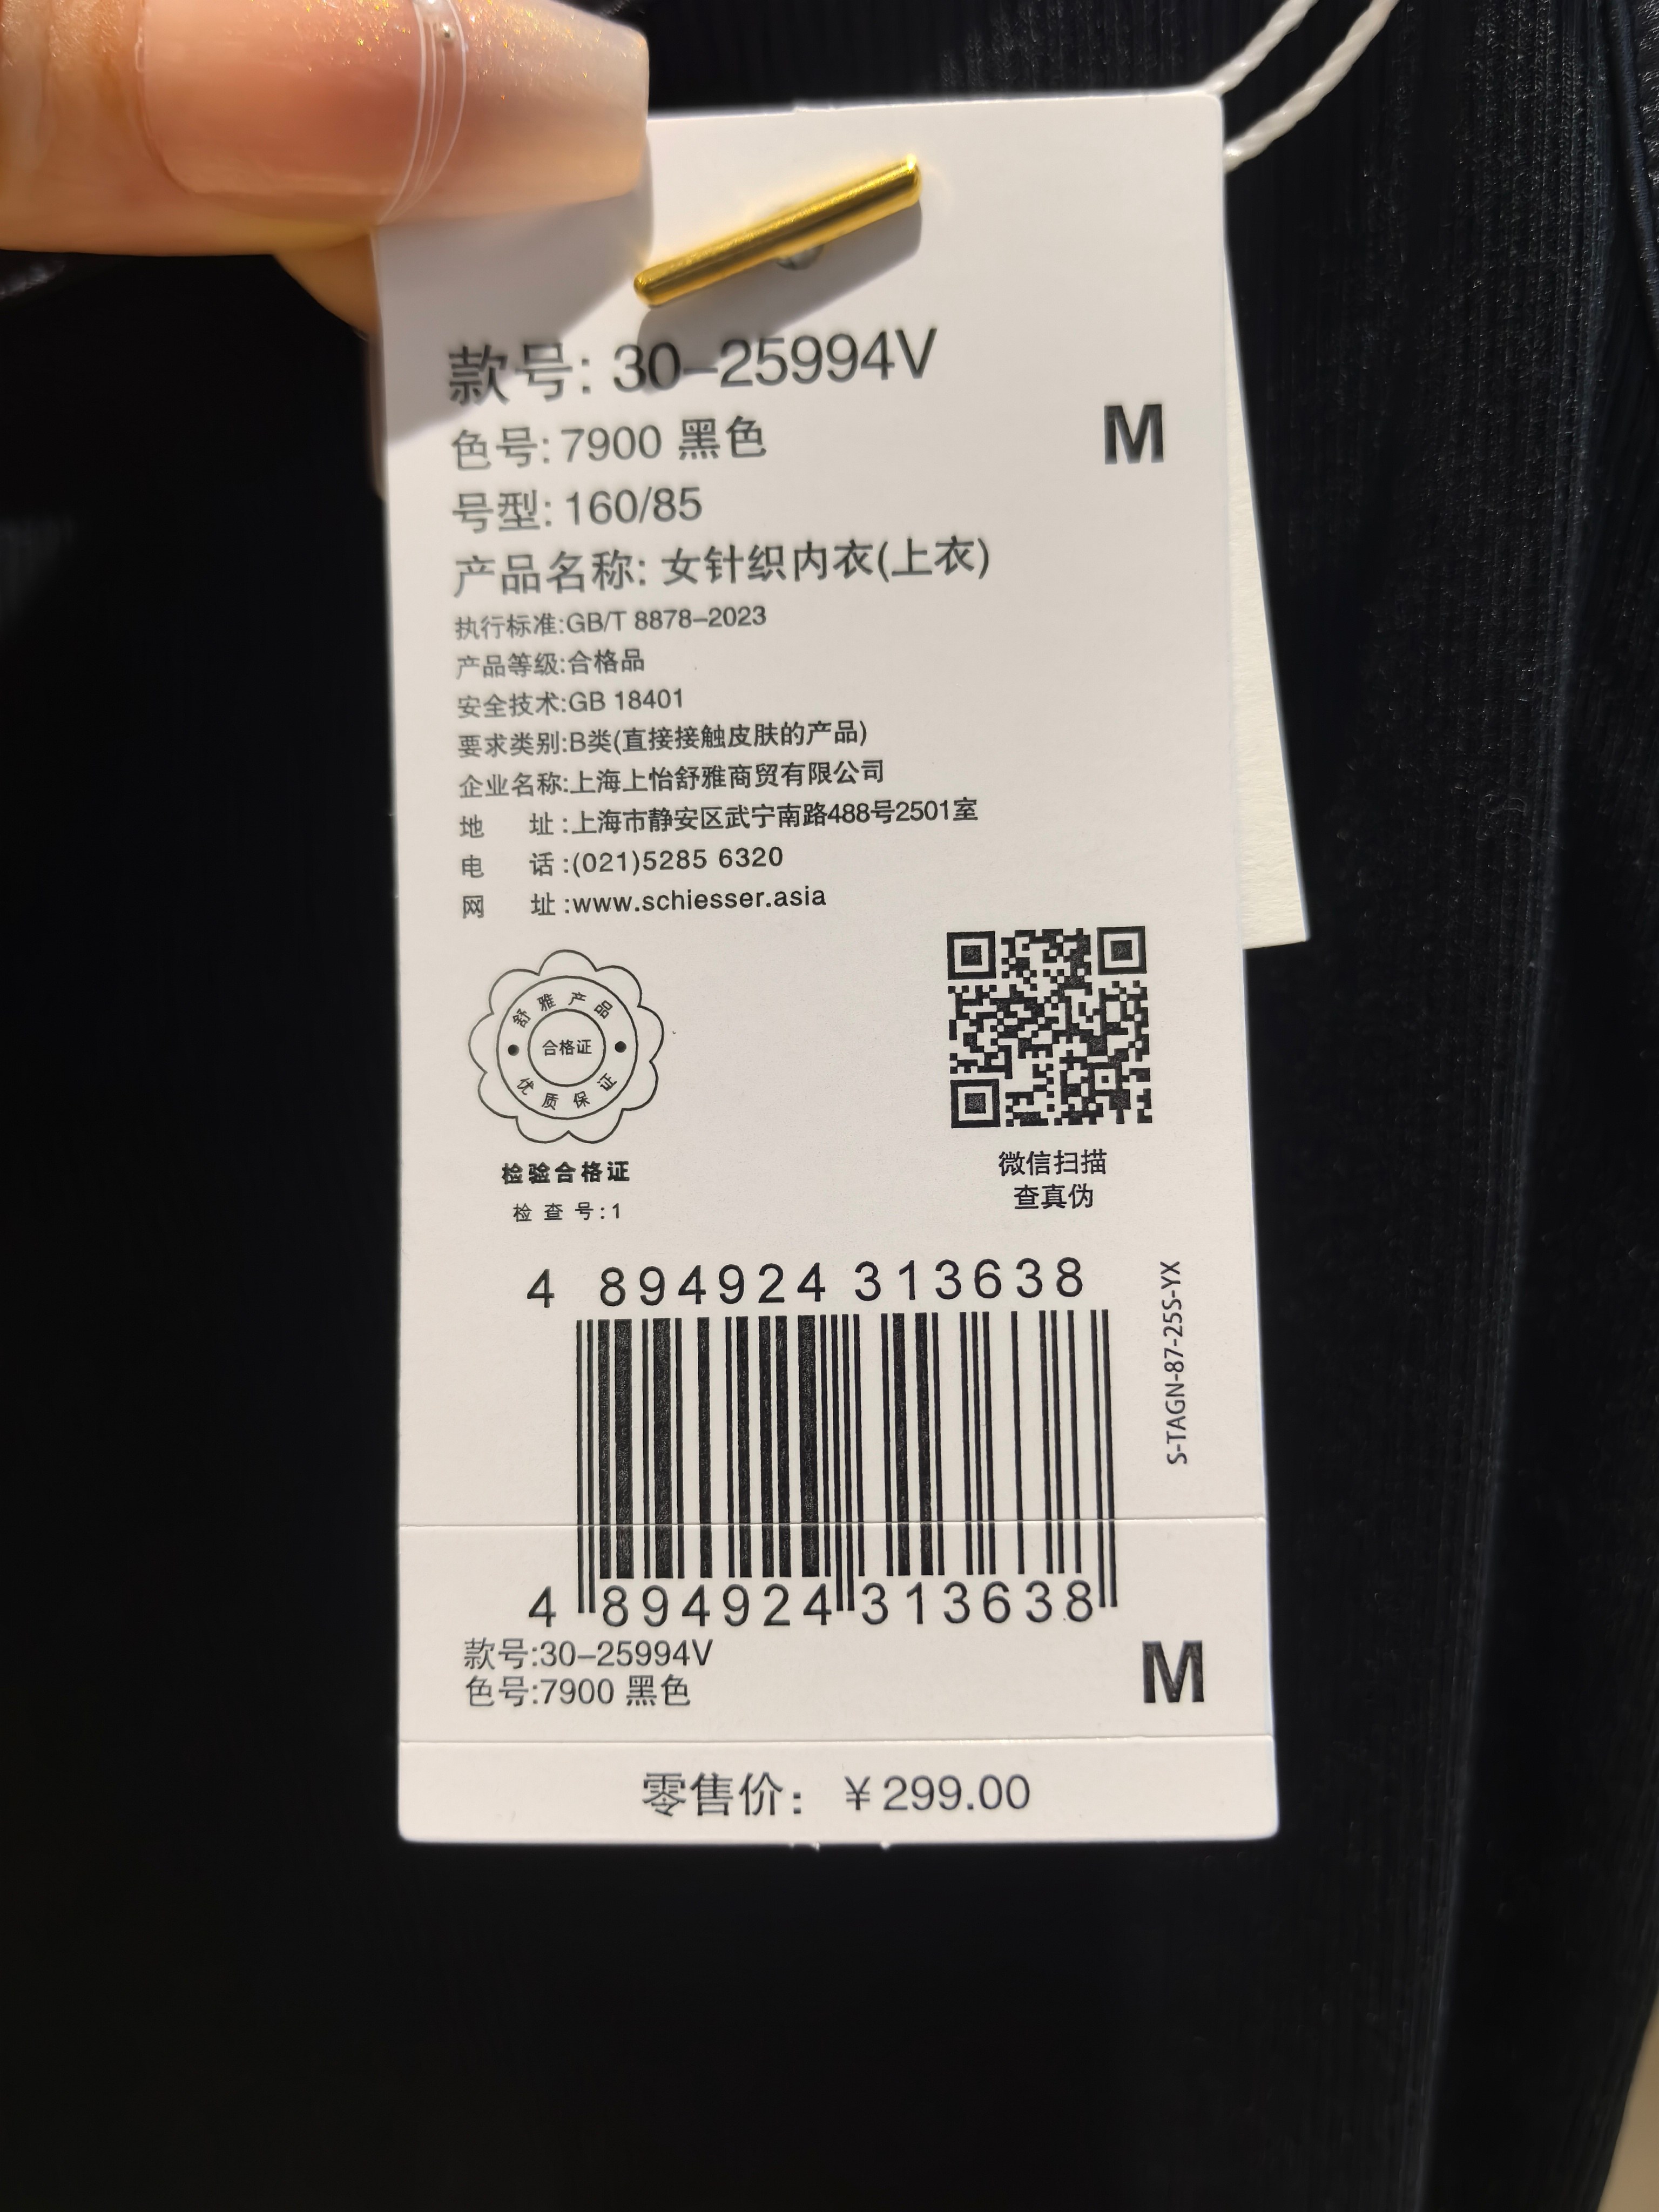 款号: 30-25994V
色号: 7900 黑色
M
号型: 160/85
产品名称: 女针织内衣(上衣)
执行标准:GB/T 8878-2023
产品等级:合格品
安全技术:GB 18401
要求类别:B类(直接接触皮肤的产品)
企业名称:上海上怡舒雅商贸有限公司
地 址:上海市静安区武宁南路488号2501室
电 话:(021)5285 6320
网 址:www.schiesser.asia
舒雅产品
合格证
优质保证
检验合格证
检查号:1
微信扫描
查真伪
4 894924 313638
S-TAGN-87-25S-YX
4 894924 313638
款号:30-25994V
色号:7900 黑色
M
零售价: ¥299.00